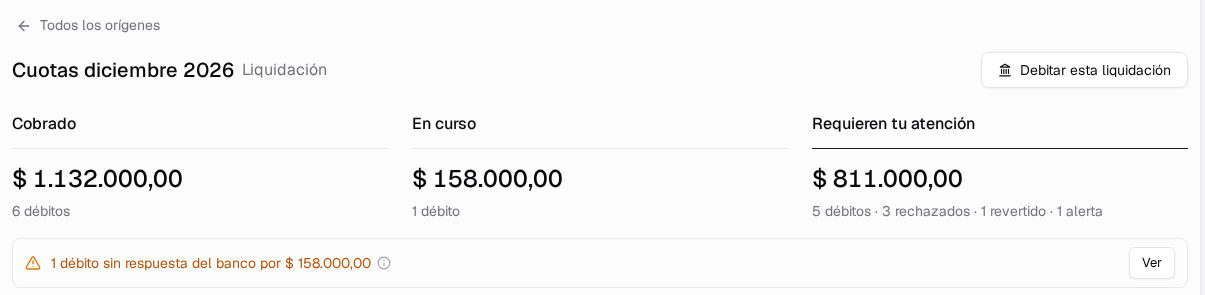 Todos los orígenes
Cuotas diciembre 2026 Liquidación
Debitar esta liquidación
Cobrado
$ 1.132.000,00
6 débitos
En curso
$ 158.000,00
1 débito
Requieren tu atención
$ 811.000,00
5 débitos · 3 rechazados · 1 revertido · 1 alerta
1 débito sin respuesta del banco por $ 158.000,00
Ver